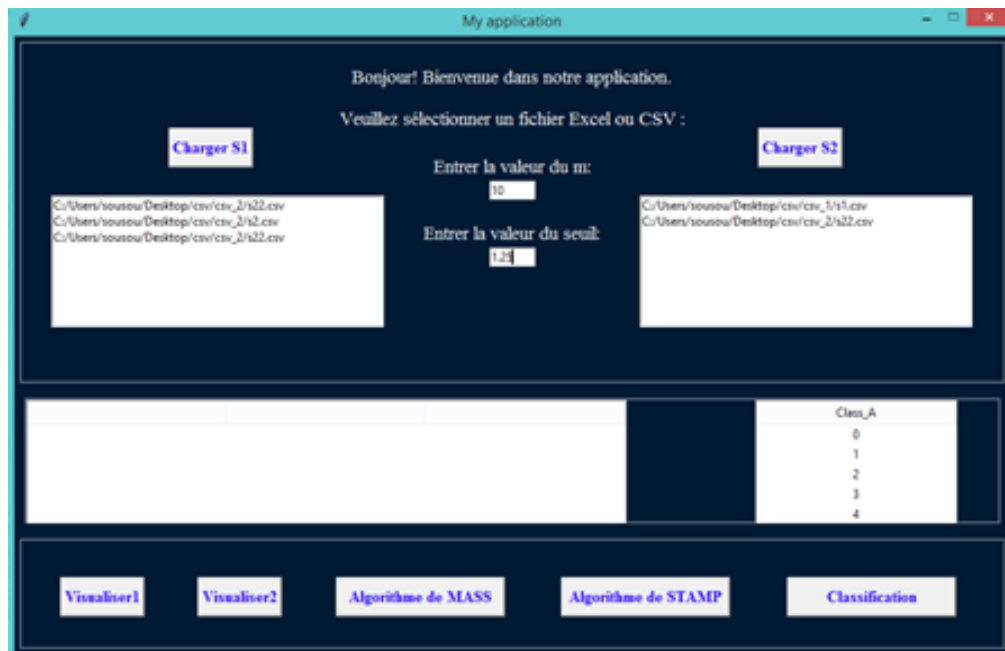 My application
Bonjour! Bienvenue dans notre application.
Veuillez sélectionner un fichier Excel ou CSV :
Charger S1
Charger S2
Entrer la valeur du m:
10
C:/Users/sousou/Desktop/csv/csv_2/s22.csv
C:/Users/sousou/Desktop/csv/csv_2/s2.csv
C:/Users/sousou/Desktop/csv/csv_2/s22.csv
C:/Users/sousou/Desktop/csv/csv_1/s1.csv
C:/Users/sousou/Desktop/csv/csv_2/s22.csv
Entrer la valeur du seuil:
1.25
Class_A
0
1
2
3
4
Visualiser1
Visualiser2
Algorithme de MASS
Algorithme de STAMP
Classification